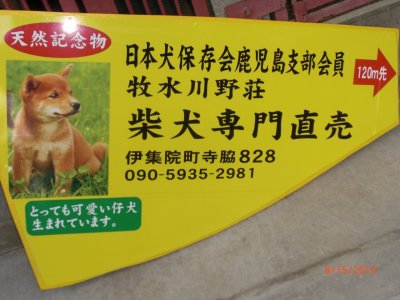 天然記念物
日本犬保存会鹿児島支部会員
牧水川野荘
120m先
柴犬専門直売
伊集院町寺脇828
090-5935-2981
とっても可愛い仔犬
生まれています。